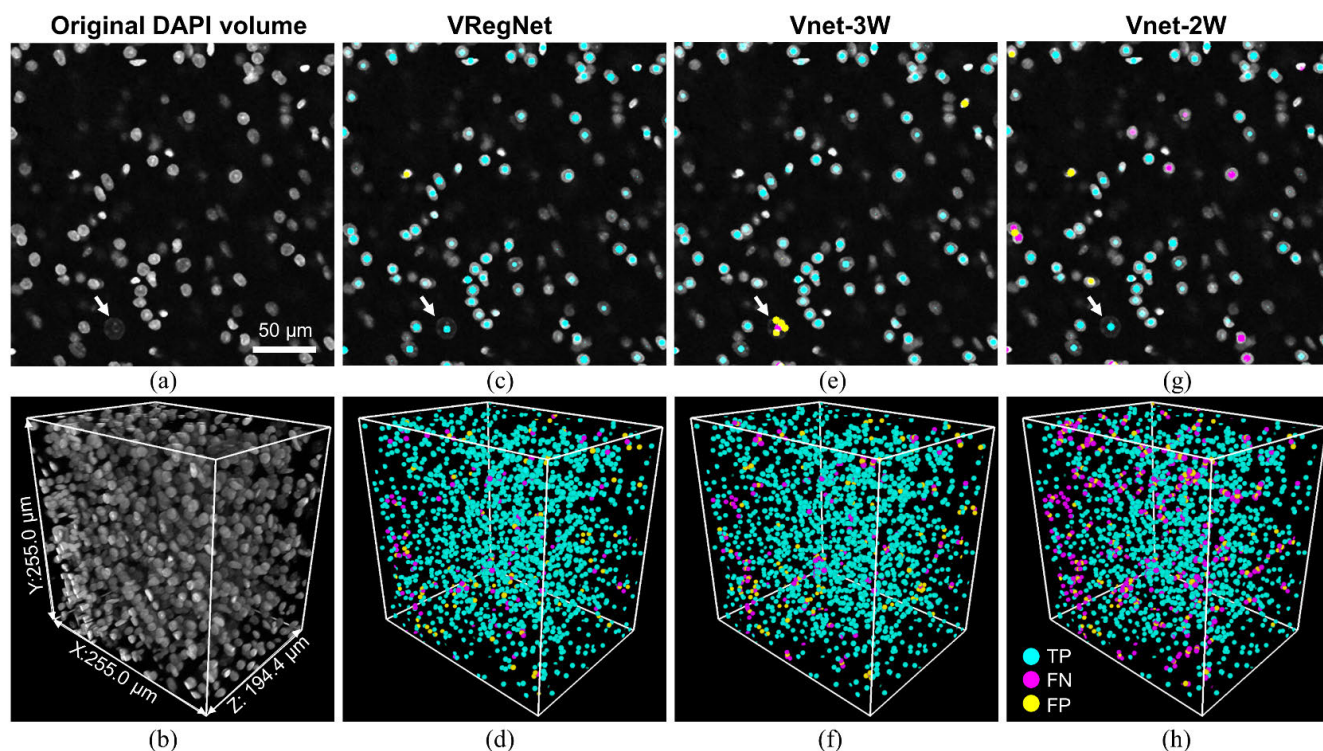 Original DAPI volume
VRegNet
Vnet-3W
Vnet-2W
50 μm
(a)
(c)
(e)
(g)
Y:255.0 μm
X:255.0 μm
Z: 194.4 μm
TP
FN
FP
(b)
(d)
(f)
(h)